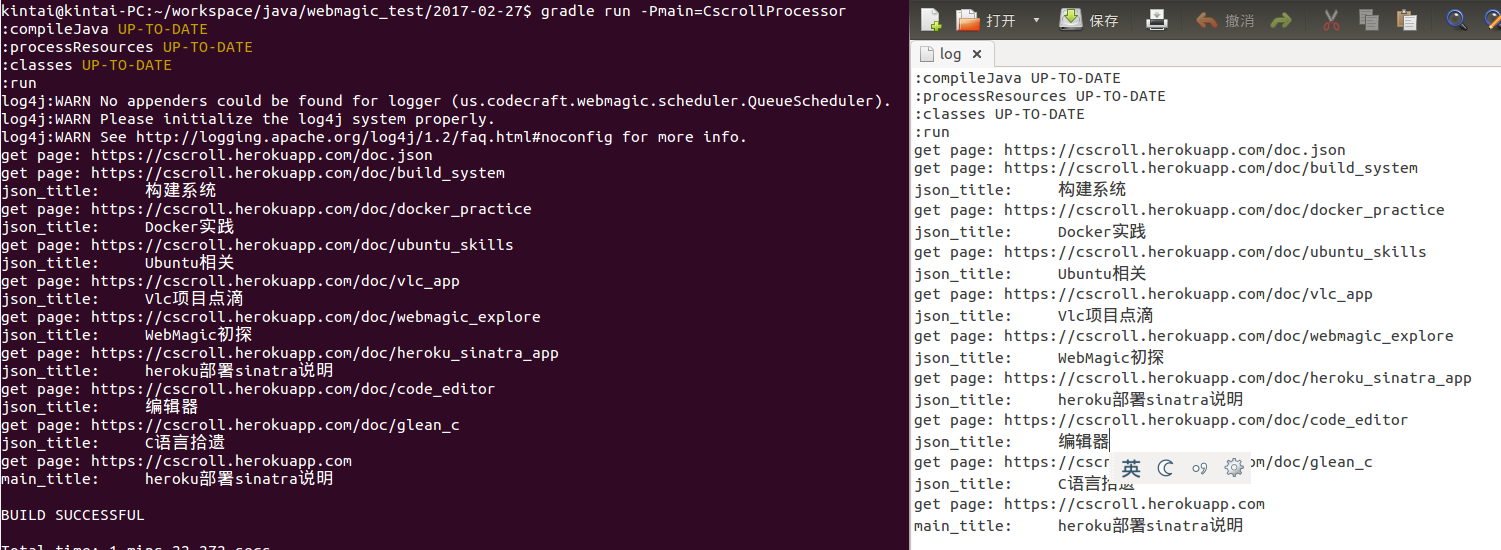 kintai@kintai-PC:~/workspace/java/webmagic_test/2017-02-27$ gradle run -Pmain=CscrollProcessor
:compileJava UP-TO-DATE
:processResources UP-TO-DATE
:classes UP-TO-DATE
:run
log4j:WARN No appenders could be found for logger (us.codecraft.webmagic.scheduler.QueueScheduler).
log4j:WARN Please initialize the log4j system properly.
log4j:WARN See http://logging.apache.org/log4j/1.2/faq.html#noconfig for more info.
get page: https://cscroll.herokuapp.com/doc.json
get page: https://cscroll.herokuapp.com/doc/build_system
json_title:     构建系统
get page: https://cscroll.herokuapp.com/doc/docker_practice
json_title:     Docker实践
get page: https://cscroll.herokuapp.com/doc/ubuntu_skills
json_title:     Ubuntu相关
get page: https://cscroll.herokuapp.com/doc/vlc_app
json_title:     Vlc项目点滴
get page: https://cscroll.herokuapp.com/doc/webmagic_explore
json_title:     WebMagic初探
get page: https://cscroll.herokuapp.com/doc/heroku_sinatra_app
json_title:     heroku部署sinatra说明
get page: https://cscroll.herokuapp.com/doc/code_editor
json_title:     编辑器
get page: https://cscroll.herokuapp.com/doc/glean_c
json_title:     C语言拾遗
get page: https://cscroll.herokuapp.com
main_title:     heroku部署sinatra说明
BUILD SUCCESSFUL
Total time: 1 mins 22.273 secs
打开 保存 撤消
log
:compileJava UP-TO-DATE
:processResources UP-TO-DATE
:classes UP-TO-DATE
:run
get page: https://cscroll.herokuapp.com/doc.json
get page: https://cscroll.herokuapp.com/doc/build_system
json_title:     构建系统
get page: https://cscroll.herokuapp.com/doc/docker_practice
json_title:     Docker实践
get page: https://cscroll.herokuapp.com/doc/ubuntu_skills
json_title:     Ubuntu相关
get page: https://cscroll.herokuapp.com/doc/vlc_app
json_title:     Vlc项目点滴
get page: https://cscroll.herokuapp.com/doc/webmagic_explore
json_title:     WebMagic初探
get page: https://cscroll.herokuapp.com/doc/heroku_sinatra_app
json_title:     heroku部署sinatra说明
get page: https://cscroll.herokuapp.com/doc/code_editor
json_title:     编辑器
get page: https://cscr om/doc/glean_c
英
json_title:     C语言拾遗
get page: https://cscroll.herokuapp.com
main_title:     heroku部署sinatra说明